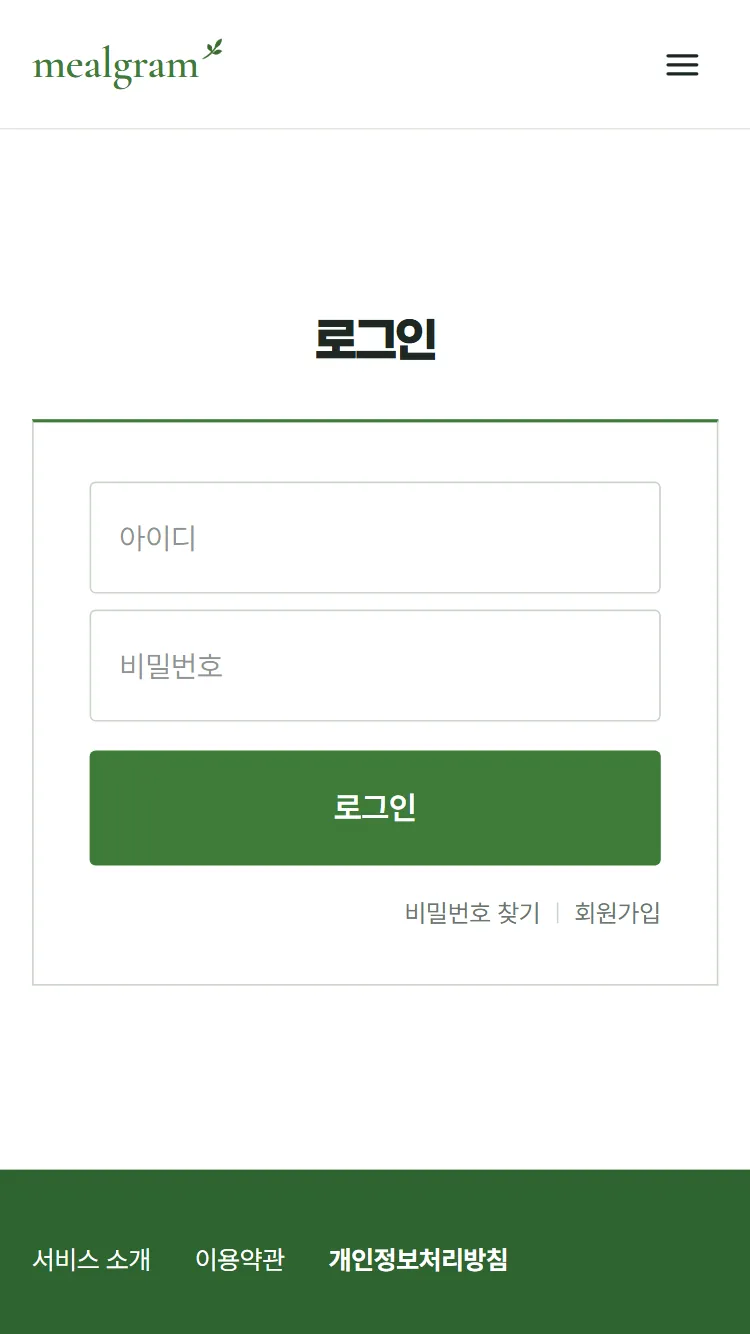 mealgram
로그인
아이디
비밀번호
로그인
비밀번호 찾기 | 회원가입
서비스 소개 이용약관 개인정보처리방침